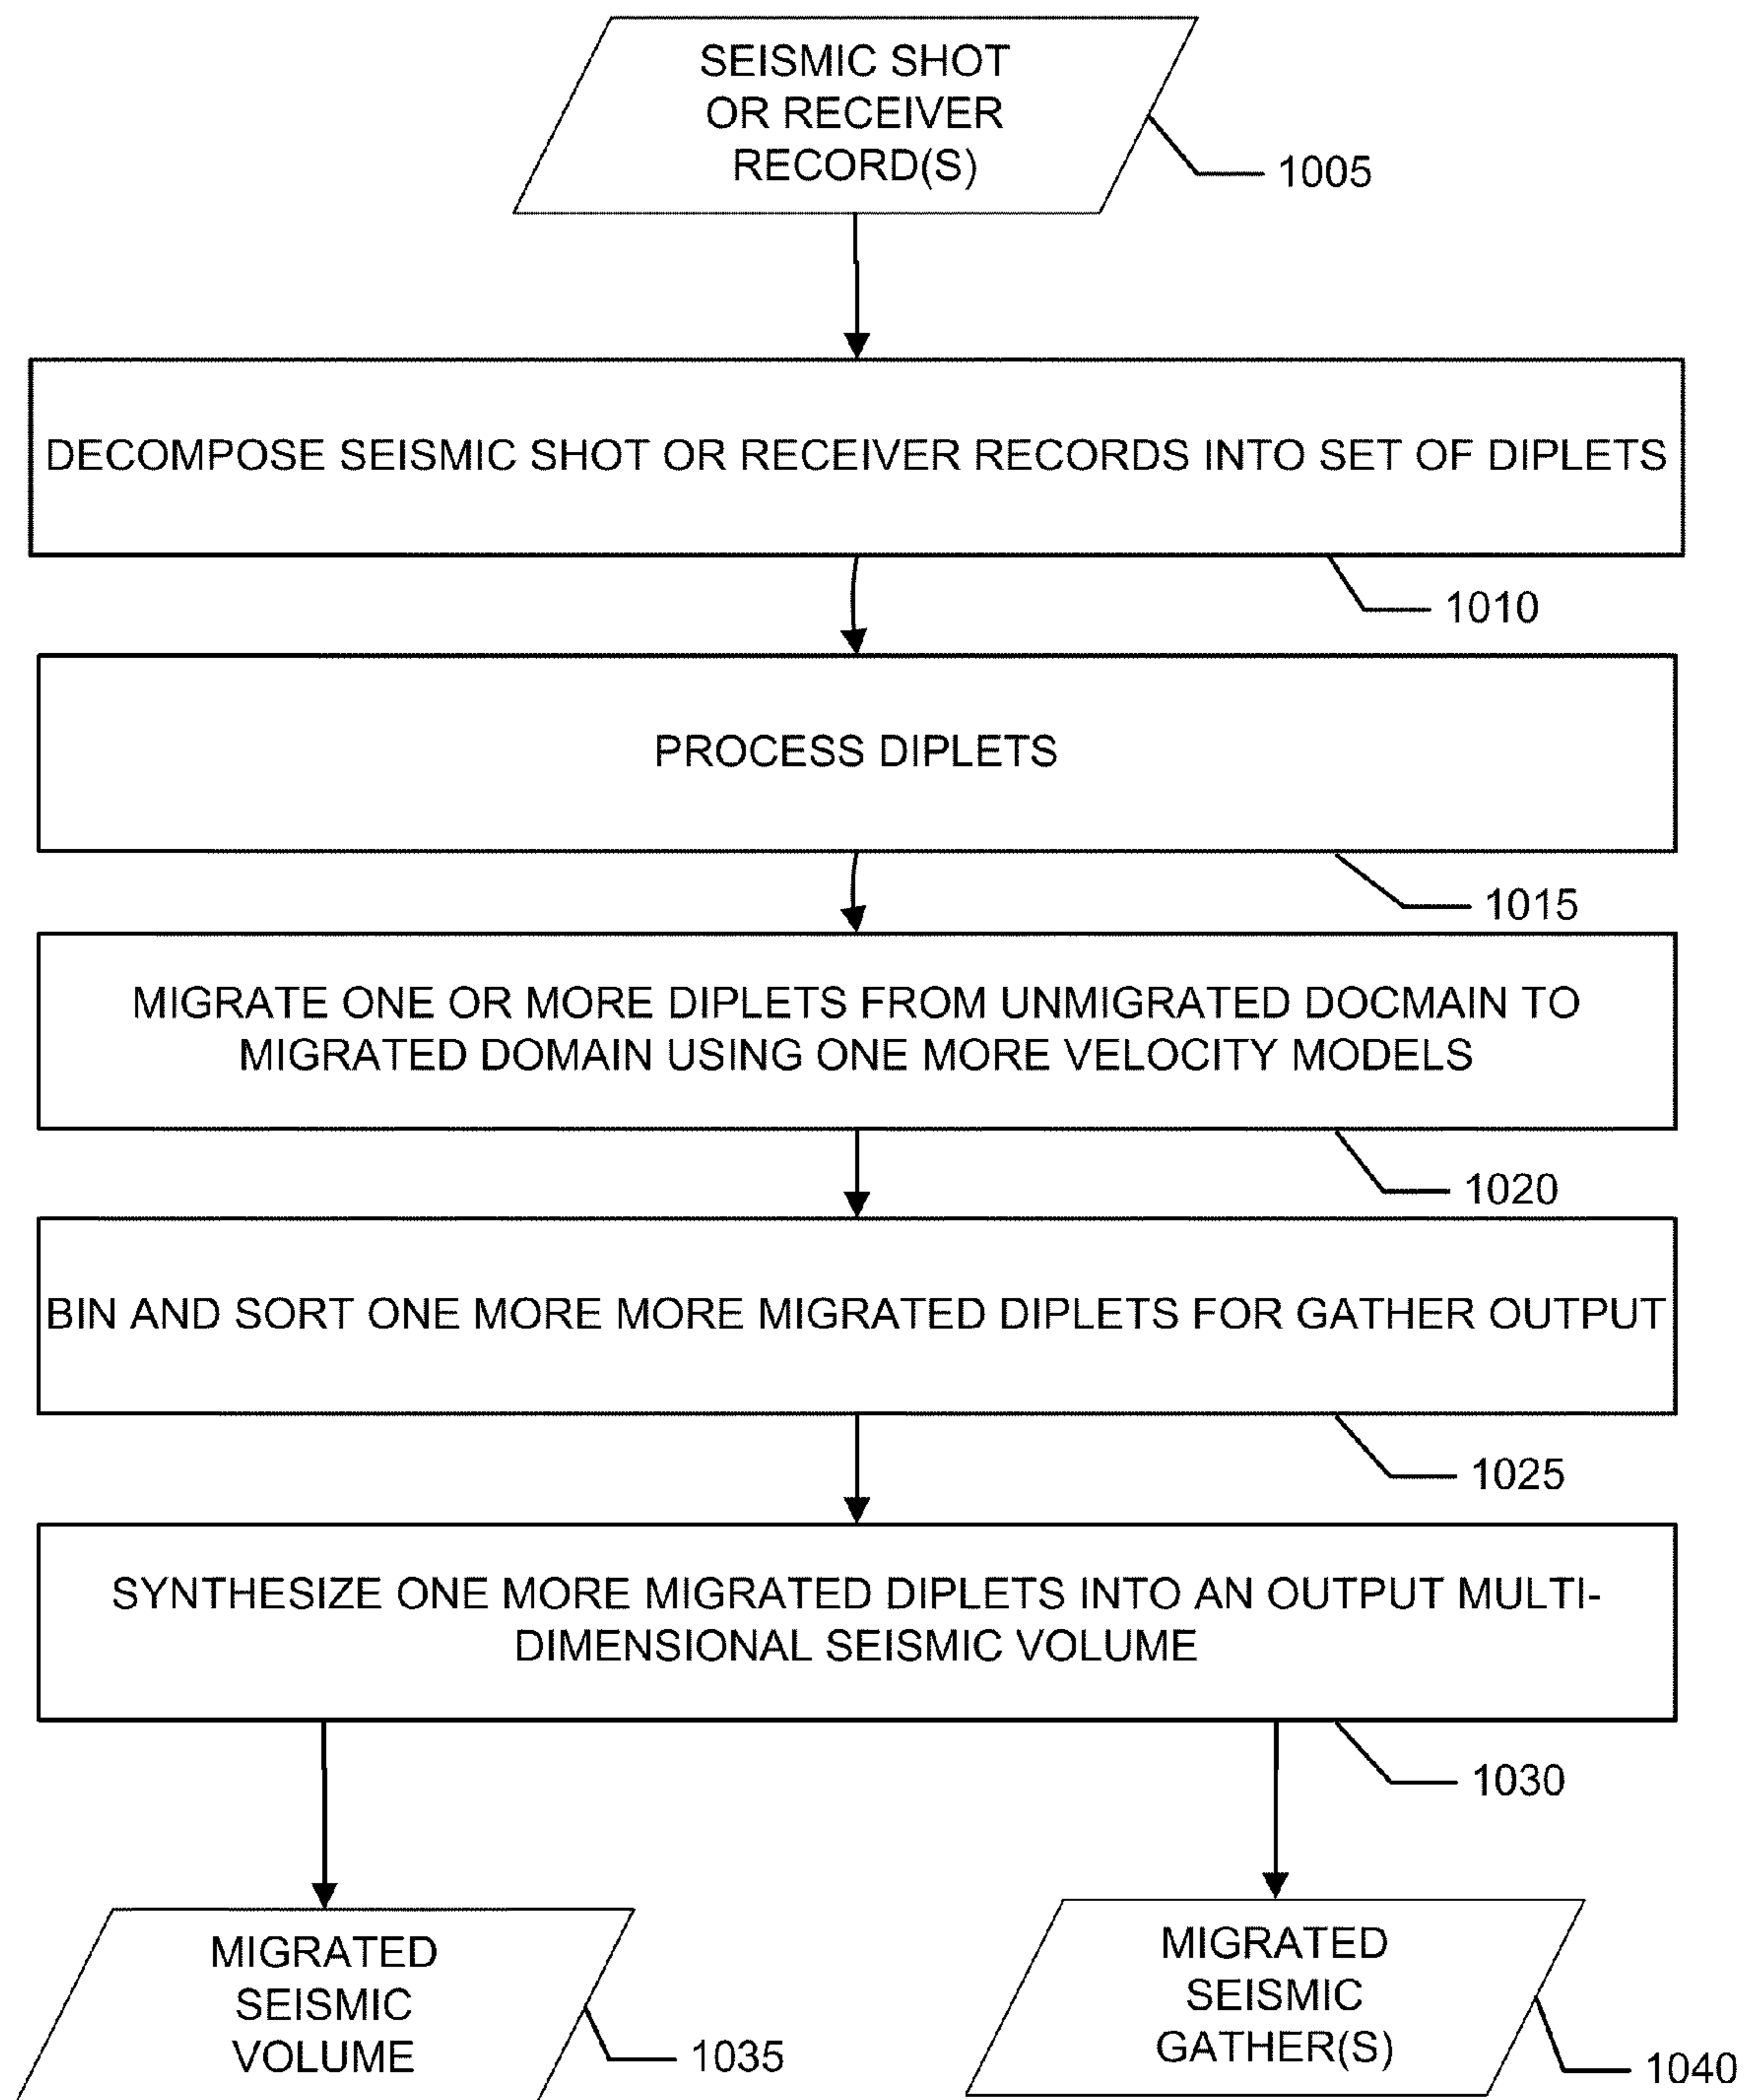 SEISMIC SHOT
OR RECEIVER
RECORD(S)
1005
DECOMPOSE SEISMIC SHOT OR RECEIVER RECORDS INTO SET OF DIPLETS
1010
PROCESS DIPLETS
1015
MIGRATE ONE OR MORE DIPLETS FROM UNMIGRATED DOCMAIN TO
MIGRATED DOMAIN USING ONE MORE VELOCITY MODELS
1020
BIN AND SORT ONE MORE MORE MIGRATED DIPLETS FOR GATHER OUTPUT
1025
SYNTHESIZE ONE MORE MIGRATED DIPLETS INTO AN OUTPUT MULTI-
DIMENSIONAL SEISMIC VOLUME
1030
MIGRATED
SEISMIC
VOLUME
1035
MIGRATED
SEISMIC
GATHER(S)
1040